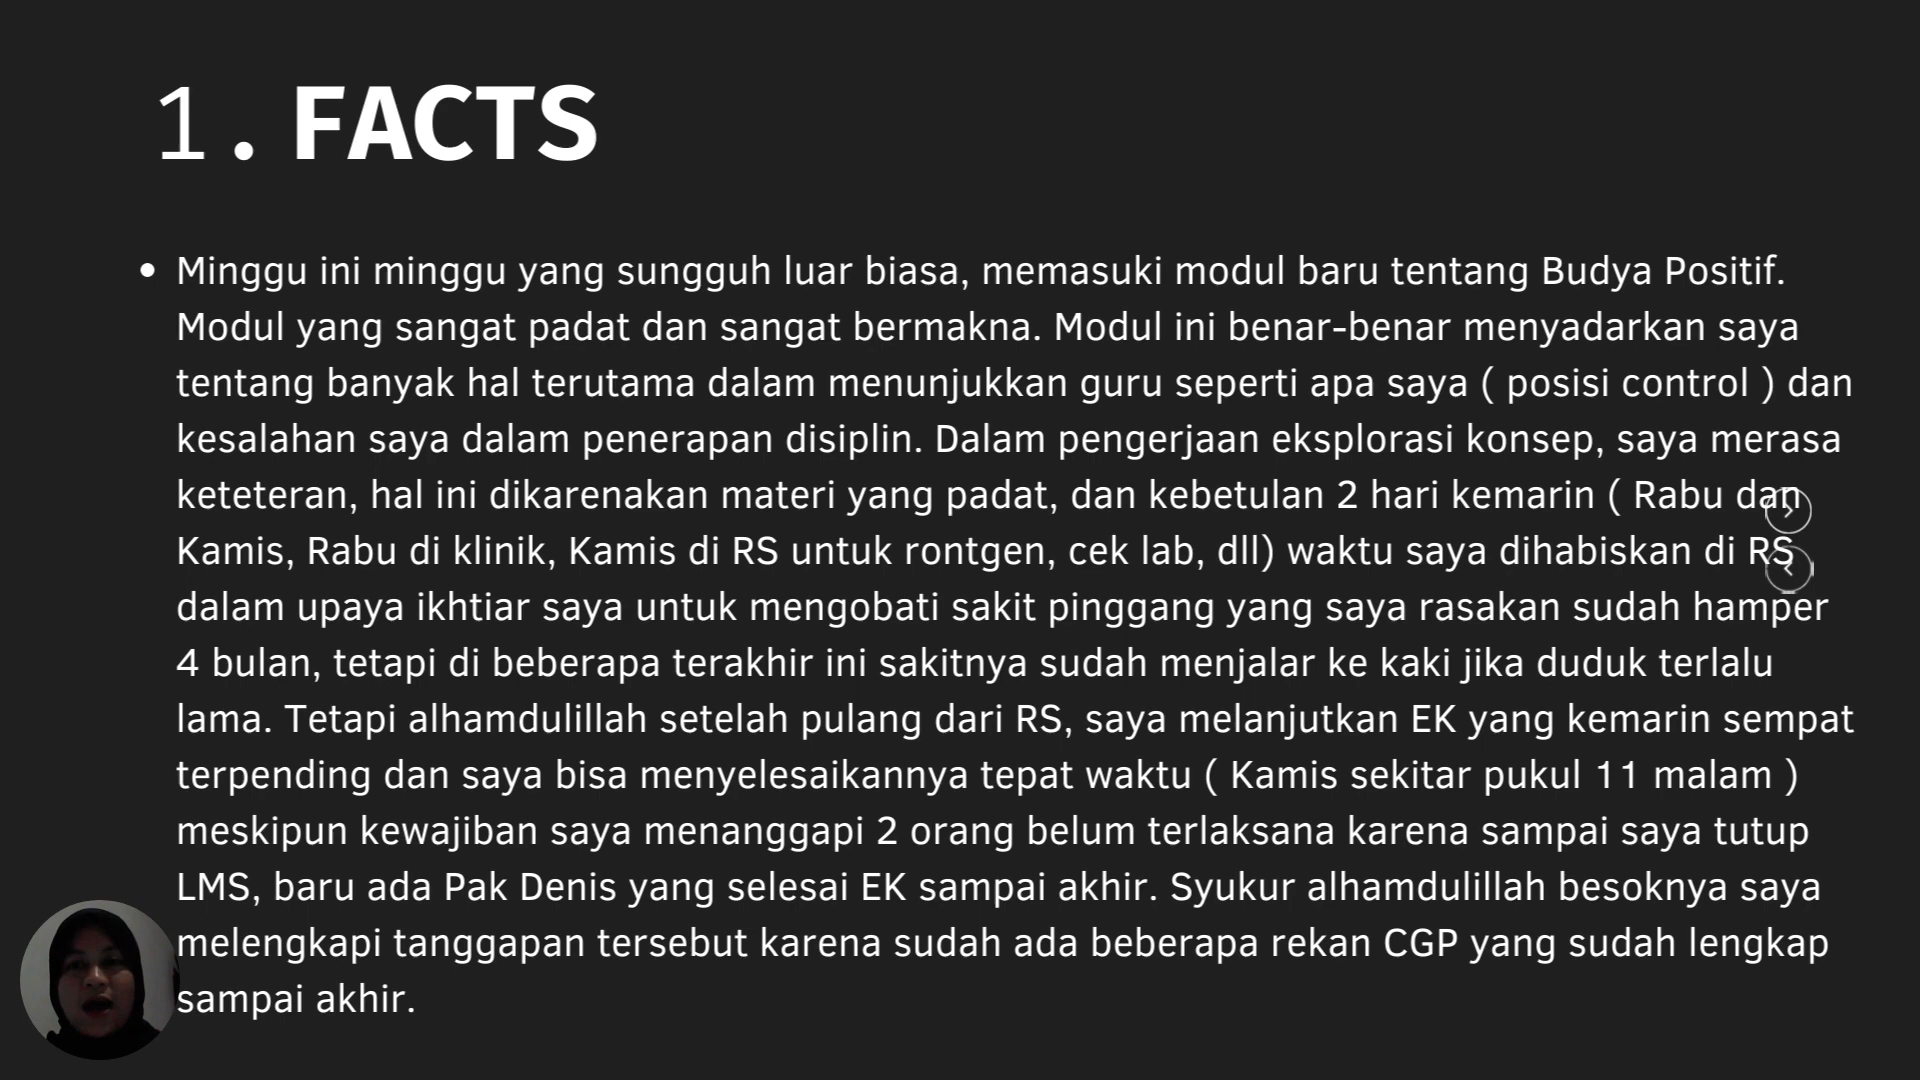 1. FACTS
• Minggu ini minggu yang sungguh luar biasa, memasuki modul baru tentang Budya Positif.
Modul yang sangat padat dan sangat bermakna. Modul ini benar-benar menyadarkan saya
tentang banyak hal terutama dalam menunjukkan guru seperti apa saya ( posisi control ) dan
kesalahan saya dalam penerapan disiplin. Dalam pengerjaan eksplorasi konsep, saya merasa
keteteran, hal ini dikarenakan materi yang padat, dan kebetulan 2 hari kemarin ( Rabu dan
Kamis, Rabu di klinik, Kamis di RS untuk rontgen, cek lab, dll) waktu saya dihabiskan di RS
dalam upaya ikhtiar saya untuk mengobati sakit pinggang yang saya rasakan sudah hamper
4 bulan, tetapi di beberapa terakhir ini sakitnya sudah menjalar ke kaki jika duduk terlalu
lama. Tetapi alhamdulillah setelah pulang dari RS, saya melanjutkan EK yang kemarin sempat
terpending dan saya bisa menyelesaikannya tepat waktu ( Kamis sekitar pukul 11 malam )
meskipun kewajiban saya menanggapi 2 orang belum terlaksana karena sampai saya tutup
LMS, baru ada Pak Denis yang selesai EK sampai akhir. Syukur alhamdulillah besoknya saya
melengkapi tanggapan tersebut karena sudah ada beberapa rekan CGP yang sudah lengkap
sampai akhir.